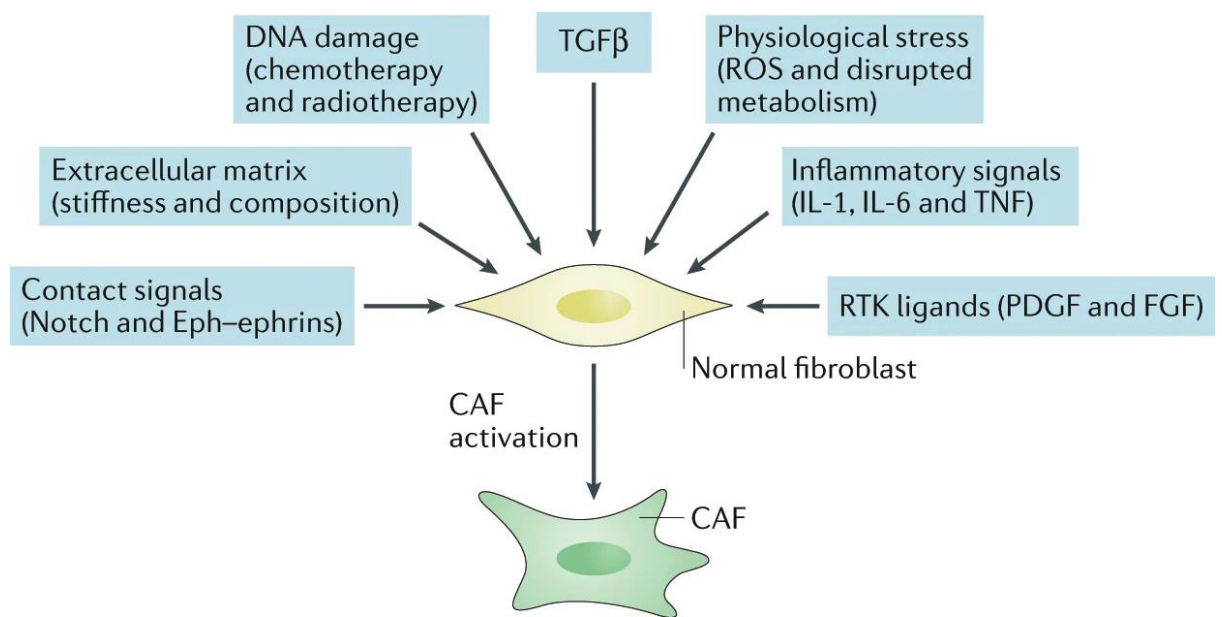 DNA damage
(chemotherapy
and radiotherapy)
TGFβ
Physiological stress
(ROS and disrupted
metabolism)
Extracellular matrix
(stiffness and composition)
Inflammatory signals
(IL-1, IL-6 and TNF)
Contact signals
(Notch and Eph–ephrins)
RTK ligands (PDGF and FGF)
Normal fibroblast
CAF
activation
CAF